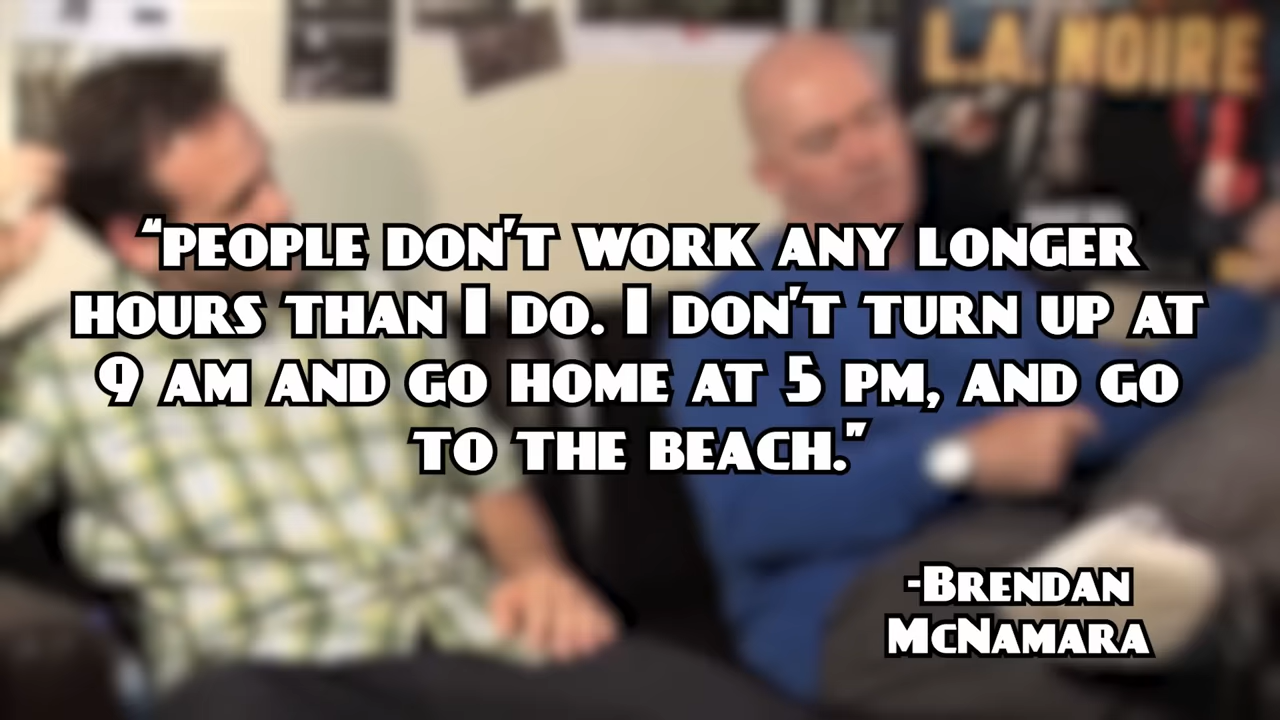 L.A. NOIRE
“PEOPLE DON'T WORK ANY LONGER
HOURS THAN I DO. I DON'T TURN UP AT
9 AM AND GO HOME AT 5 PM, AND GO
TO THE BEACH.”
-BRENDAN
MCNAMARA